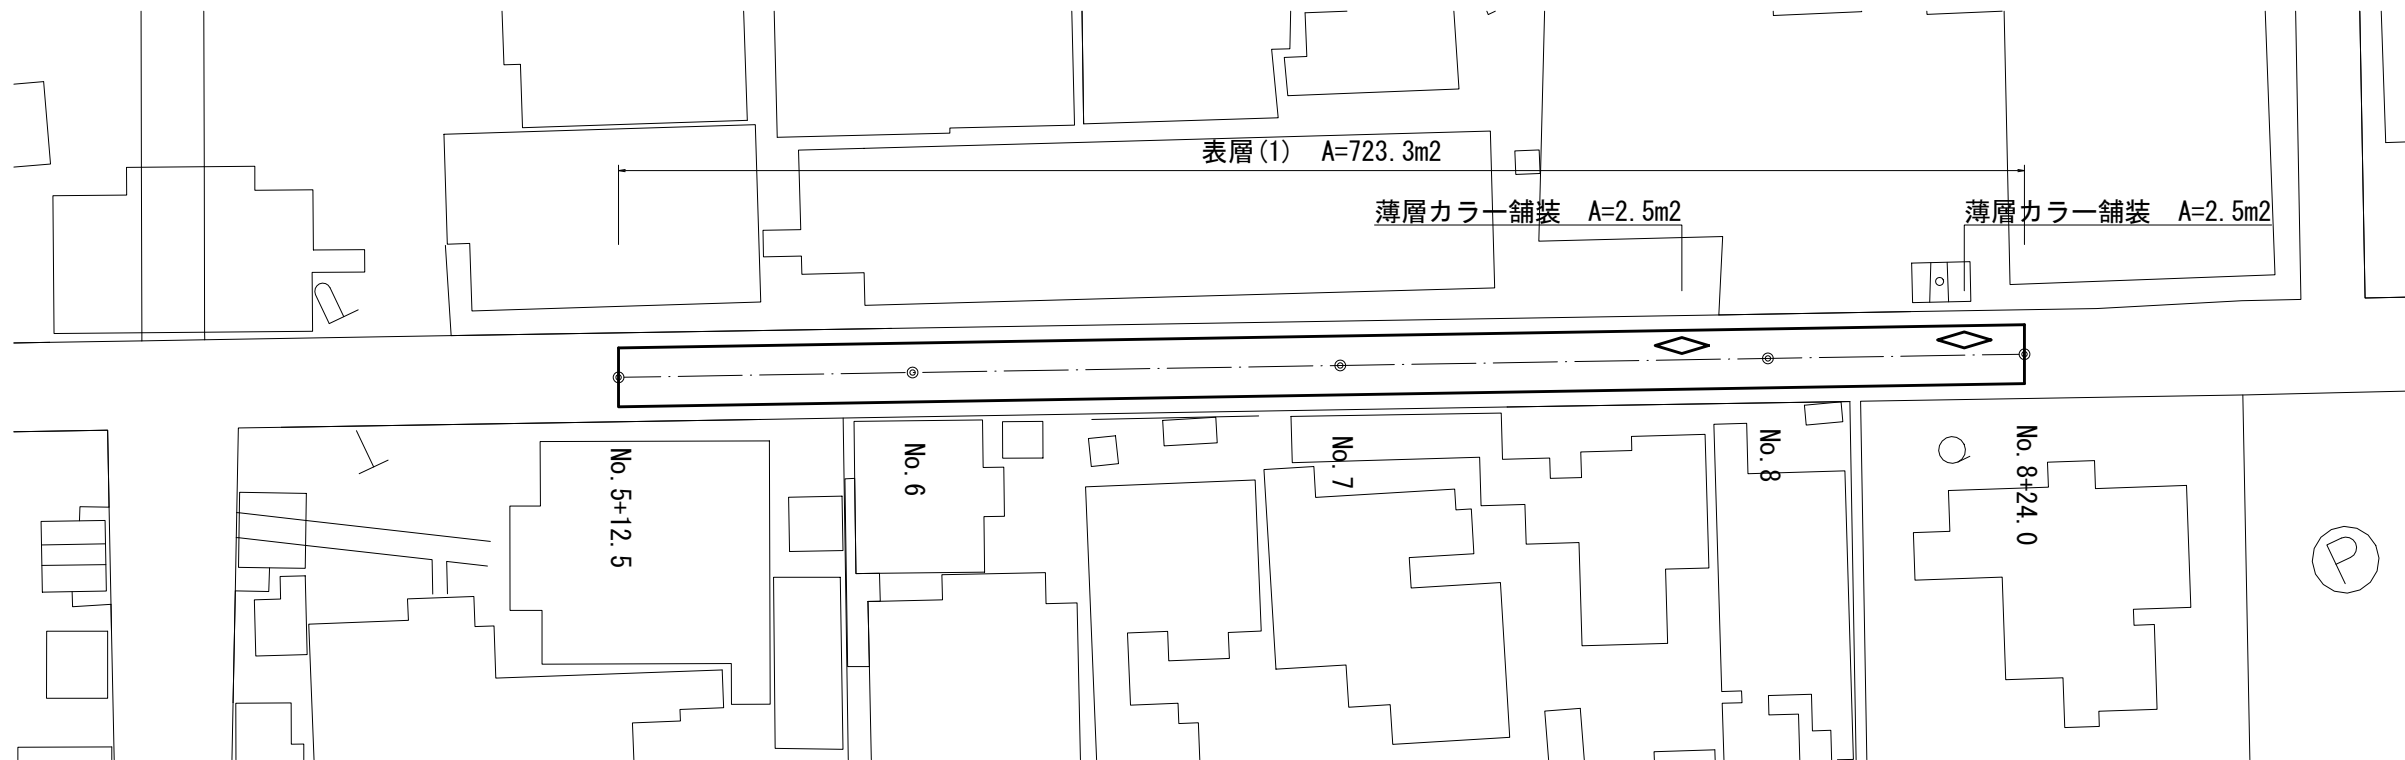 表層(1) A=723.3m2
薄層カラー舗装 A=2.5m2
薄層カラー舗装 A=2.5m2
No.5+12.5
No.6
No.7
No.8
No.8+24.0
P